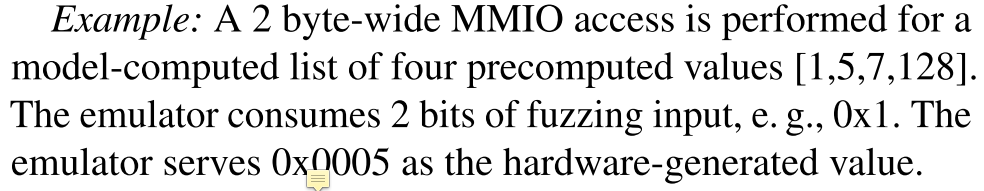 Example: A 2 byte-wide MMIO access is performed for a
model-computed list of four precomputed values [1,5,7,128].
The emulator consumes 2 bits of fuzzing input, e. g., 0x1. The
emulator serves 0x0005 as the hardware-generated value.